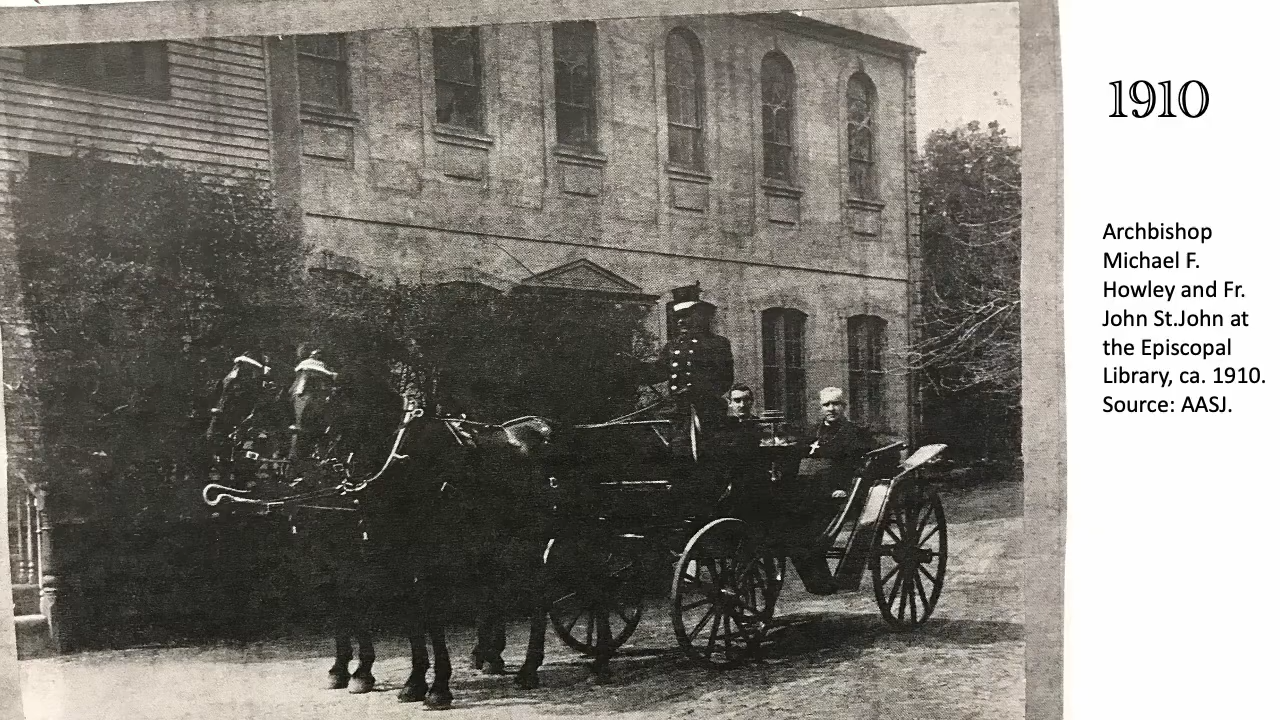 1910
Archbishop
Michael F.
Howley and Fr.
John St.John at
the Episcopal
Library, ca. 1910.
Source: AASJ.